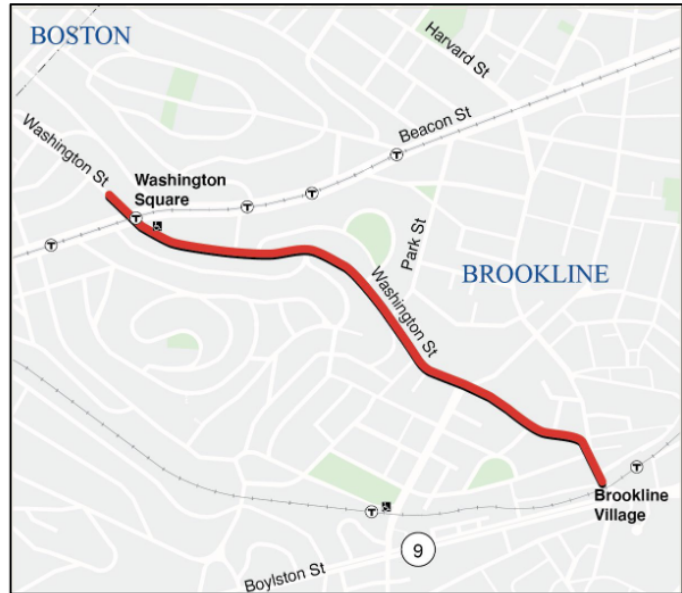 BOSTON
Harvard St
Beacon St
Washington St
Washington
Square
T
T
T
T
T
Park St
BROOKLINE
Washington St
T
Brookline
Village
T
9
Boylston St